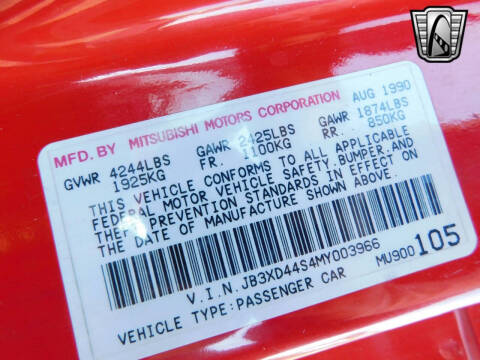 MFD. BY MITSUBISHI MOTORS CORPORATION AUG 1990
GVWR 4244LBS GAWR 2425LBS GAWR 1874LBS
1925KG FR. 1100KG RR. 850KG
THIS VEHICLE CONFORMS TO ALL APPLICABLE
FEDERAL MOTOR VEHICLE SAFETY,BUMPER,AND
THEFT PREVENTION STANDARDS IN EFFECT ON
THE DATE OF MANUFACTURE SHOWN ABOVE.
V.I.N.JB3XD44S4MY003966
VEHICLE TYPE:PASSENGER CAR MU900105